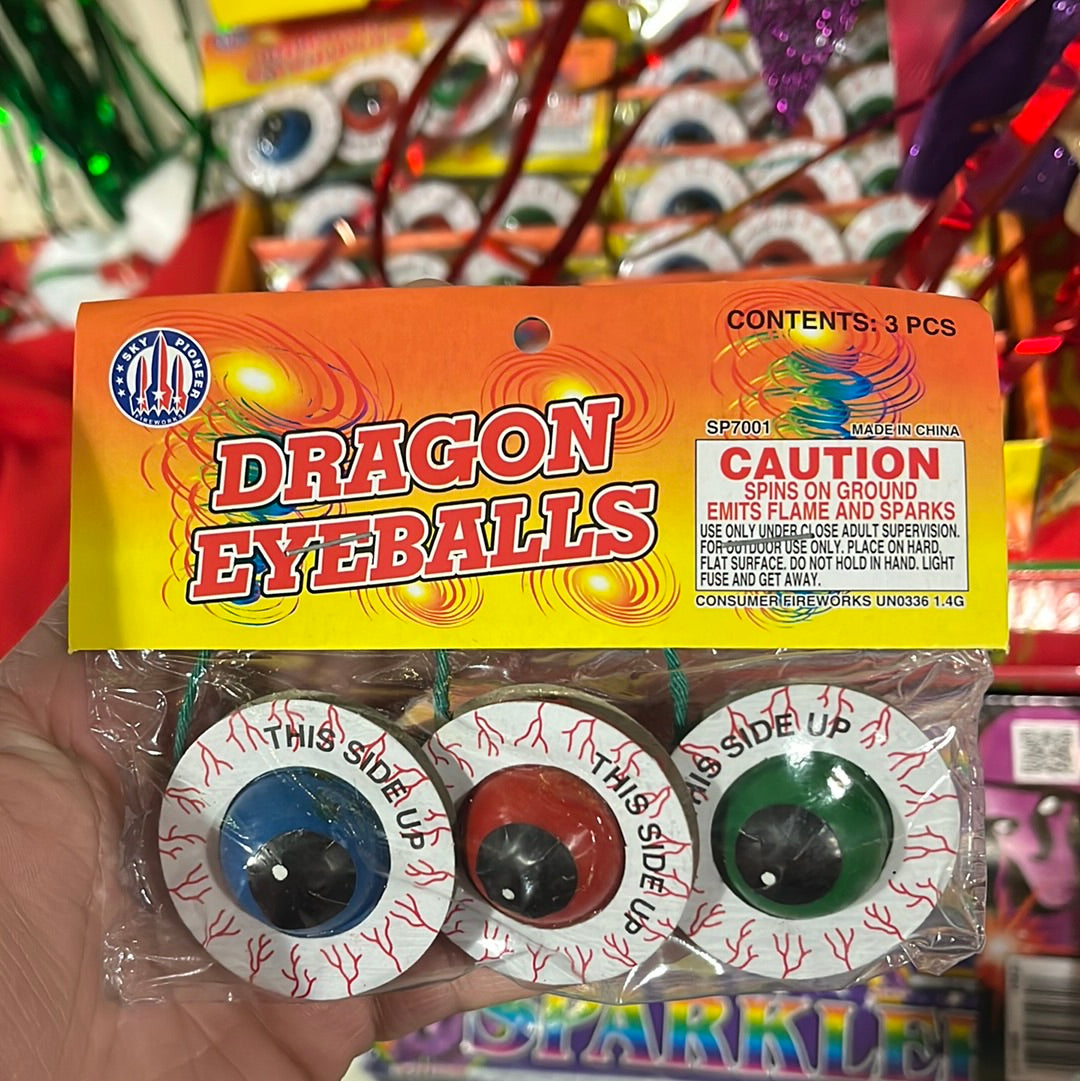 SKY PIONEER
FIREWORKS
CONTENTS: 3 PCS
DRAGON
EYEBALLS
SP7001
MADE IN CHINA
CAUTION
SPINS ON GROUND
EMITS FLAME AND SPARKS
USE ONLY UNDER CLOSE ADULT SUPERVISION.
FOR OUTDOOR USE ONLY. PLACE ON HARD,
FLAT SURFACE. DO NOT HOLD IN HAND. LIGHT
FUSE AND GET AWAY.
CONSUMER FIREWORKS UN0336 1.4G
THIS SIDE UP
THIS SIDE UP
THIS SIDE UP
SPARKLE